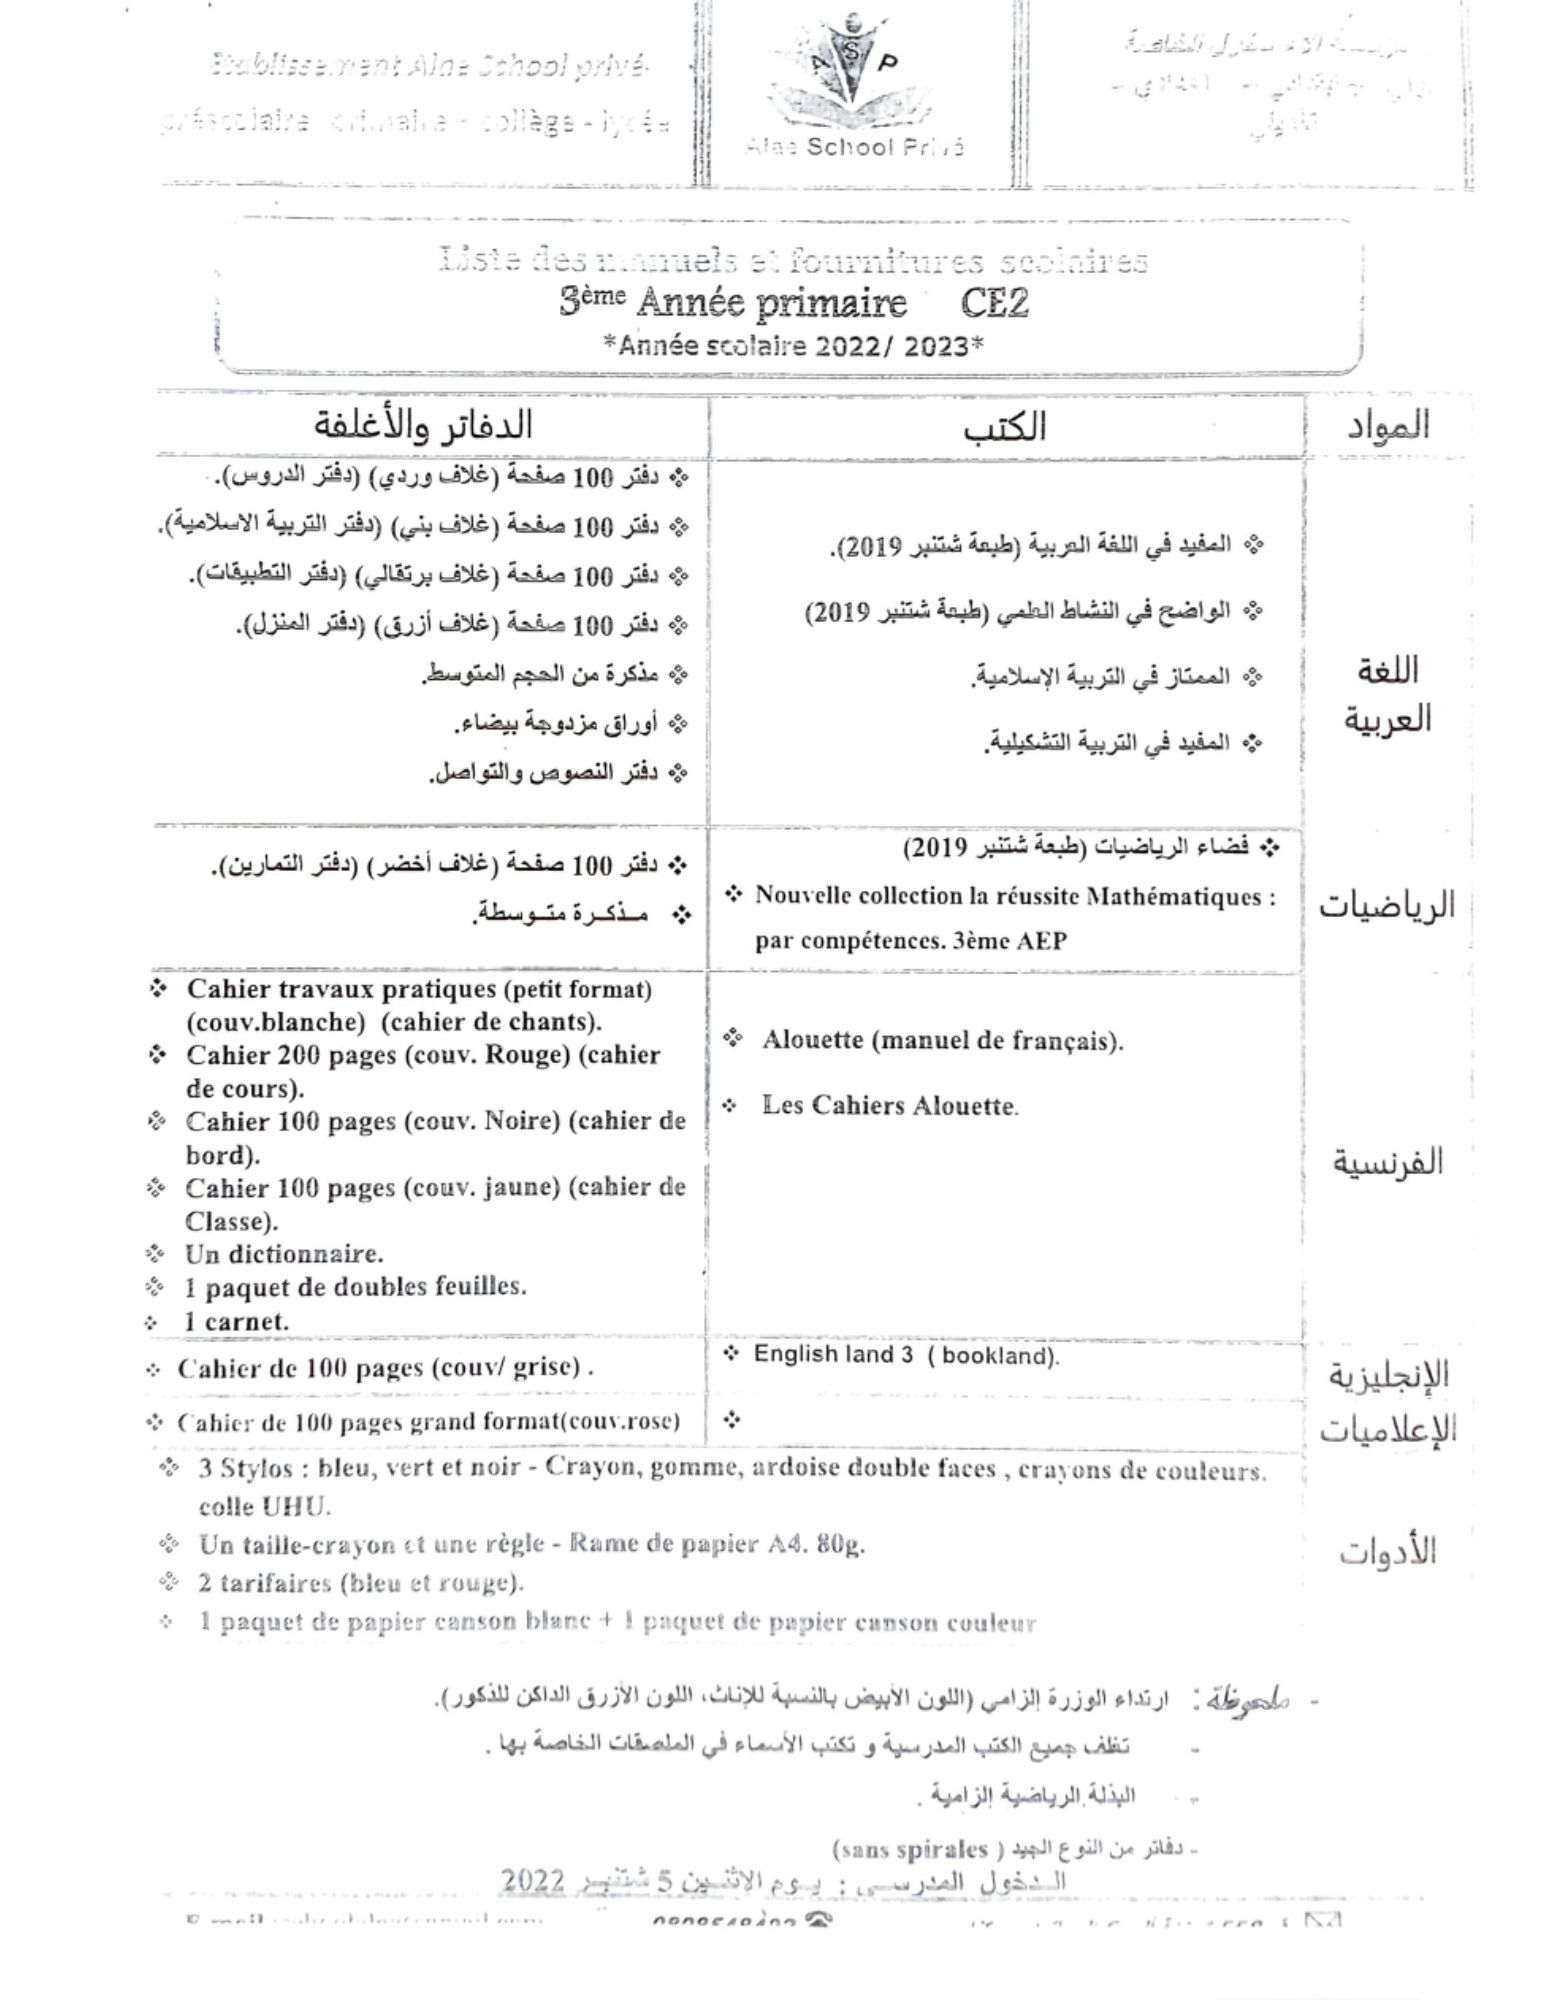 Etablissement Alae School privé
préscolaire primaire - collège - lycée
A S P
Alae School Privé
Liste des manuels et fournitures scolaires
3ème Année primaire CE2
*Année scolaire 2022/ 2023*
المواد
الكتب
الدفاتر والأغلفة
اللغة
العربية
المفيد في اللغة العربية (طبعة شتنبر 2019).
الواضح في النشاط العلمي (طبعة شتنبر 2019)
الممتاز في التربية الإسلامية.
المفيد في التربية التشكيلية.
دفتر 100 صفحة (غلاف وردي) (دفتر الدروس).
دفتر 100 صفحة (غلاف بني) (دفتر التربية الاسلامية).
دفتر 100 صفحة (غلاف برتقالي) (دفتر التطبيقات).
دفتر 100 صفحة (غلاف أزرق) (دفتر المنزل).
مذكرة من الحجم المتوسط.
أوراق مزدوجة بيضاء.
دفتر النصوص والتواصل.
الرياضيات
فضاء الرياضيات (طبعة شتنبر 2019)
Nouvelle collection la réussite Mathématiques :
par compétences. 3ème AEP
دفتر 100 صفحة (غلاف أخضر) (دفتر التمارين).
مذكرة متوسطة.
الفرنسية
Alouette (manuel de français).
Les Cahiers Alouette.
Cahier travaux pratiques (petit format)
(couv.blanche) (cahier de chants).
Cahier 200 pages (couv. Rouge) (cahier
de cours).
Cahier 100 pages (couv. Noire) (cahier de
bord).
Cahier 100 pages (couv. jaune) (cahier de
Classe).
Un dictionnaire.
1 paquet de doubles feuilles.
1 carnet.
الإنجليزية
English land 3 ( bookland).
Cahier de 100 pages (couv/ grise) .
الإعلاميات
Cahier de 100 pages grand format(couv.rose)
الأدوات
3 Stylos : bleu, vert et noir - Crayon, gomme, ardoise double faces , crayons de couleurs.
colle UHU.
Un taille-crayon et une règle - Rame de papier A4. 80g.
2 tarifaires (bleu et rouge).
1 paquet de papier canson blanc + 1 paquet de papier canson couleur
- ملحوظة : ارتداء الوزرة إلزامي (اللون الأبيض بالنسبة للإناث، اللون الأزرق الداكن للذكور).
- تغلف جميع الكتب المدرسية و تكتب الأسماء في الملصقات الخاصة بها .
- البذلة الرياضية إلزامية .
- دفاتر من النوع الجيد ( sans spirales)
الدخول المدرسي : يوم الاثنين 5 شتنبر 2022